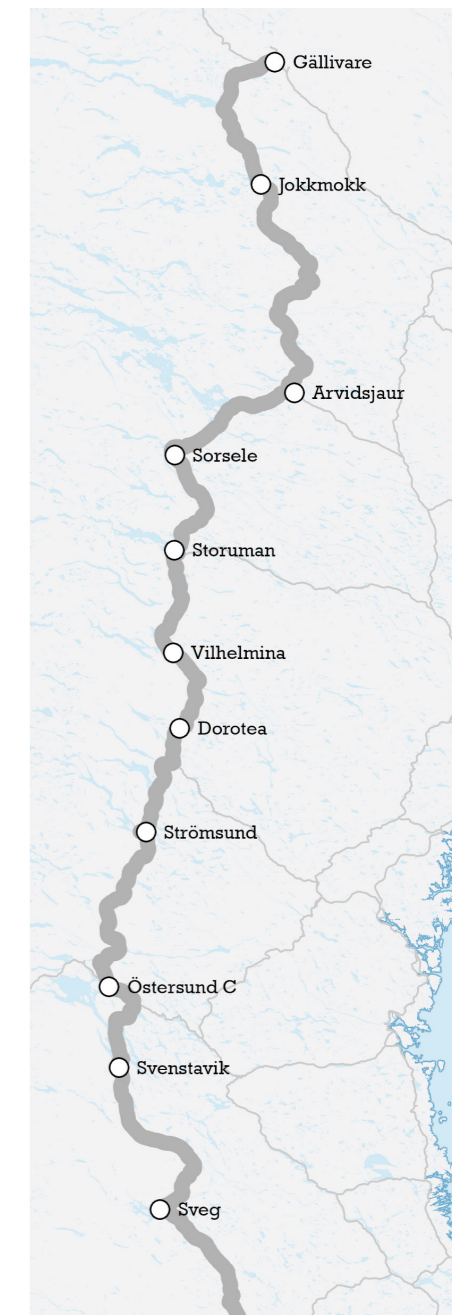 Gällivare
Jokkmokk
Arvidsjaur
Sorsele
Storuman
Vilhelmina
Dorotea
Strömsund
Östersund C
Svenstavik
Sveg